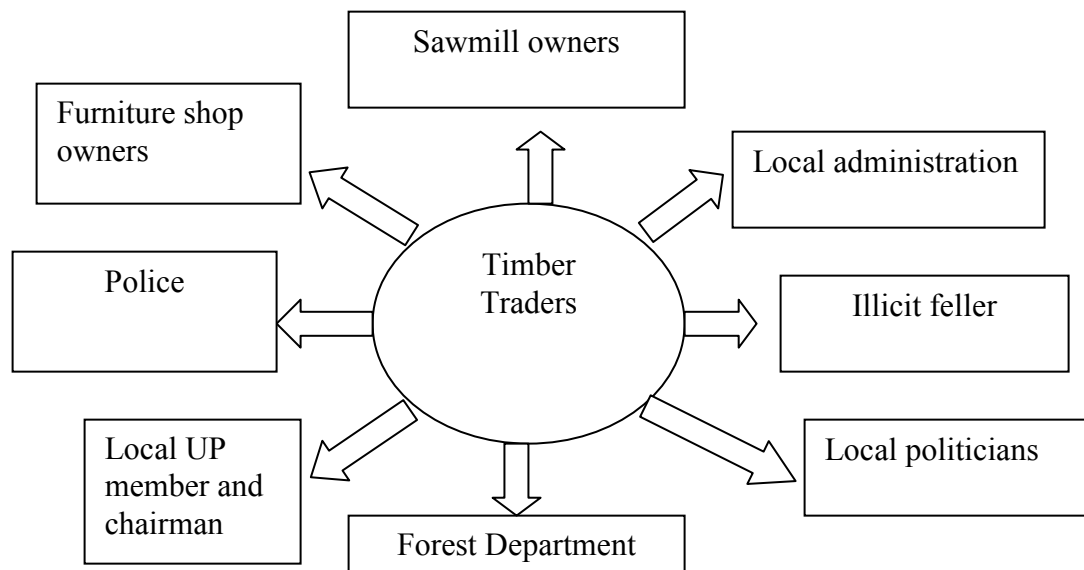 Sawmill owners
Furniture shop
owners
Local administration
Timber
Traders
Police
Illicit feller
Local UP
member and
chairman
Local politicians
Forest Department